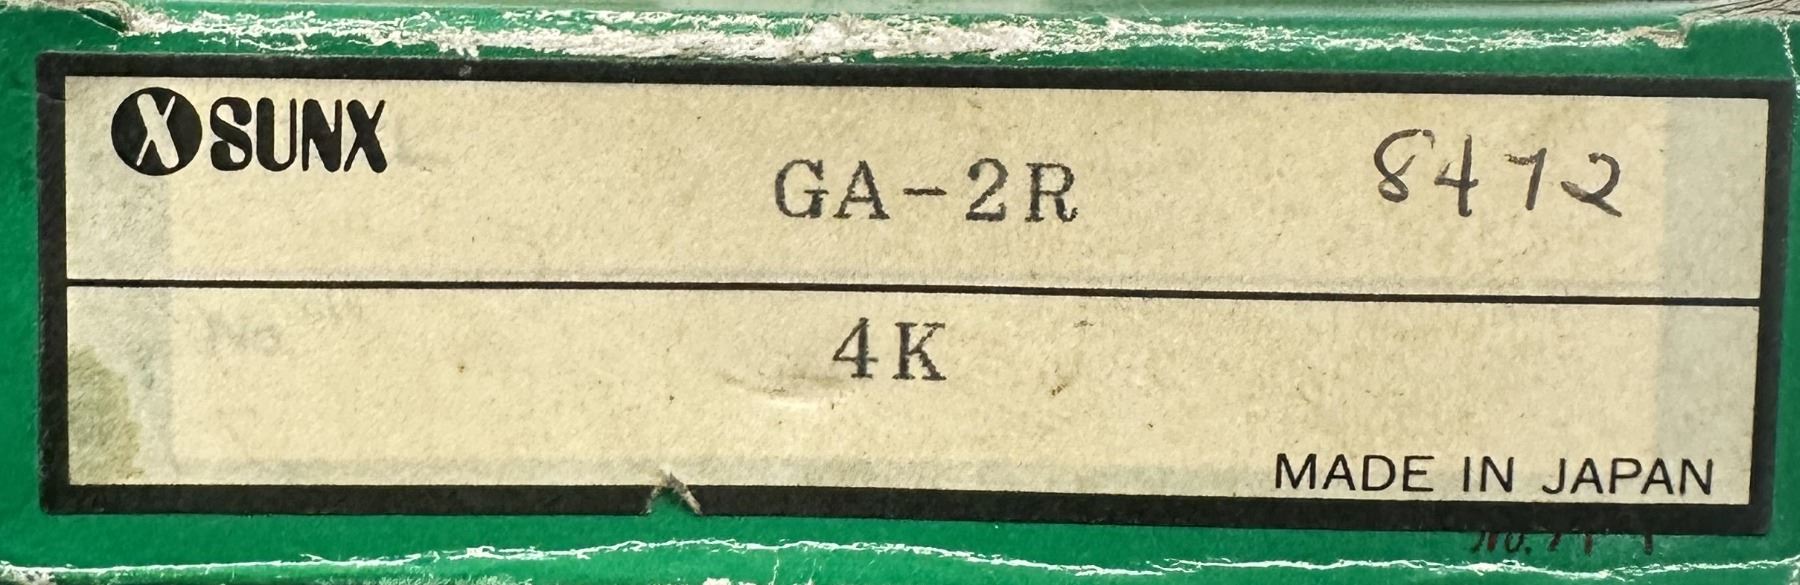 SUNX
GA-2R 8472
4K
MADE IN JAPAN